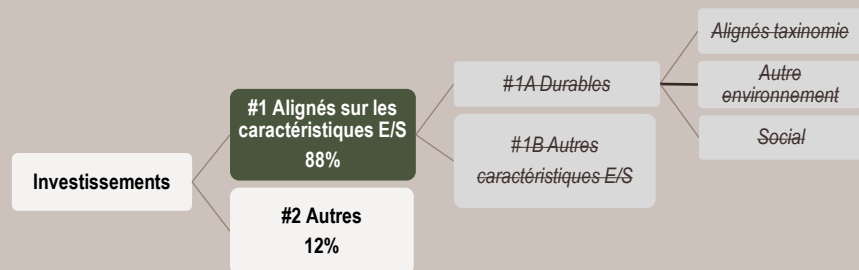 Investissements
#1 Alignés sur les
caractéristiques E/S
88%
#2 Autres
12%
#1A Durables
#1B Autres
caractéristiques E/S
Alignés taxinomie
Autre
environnement
Social